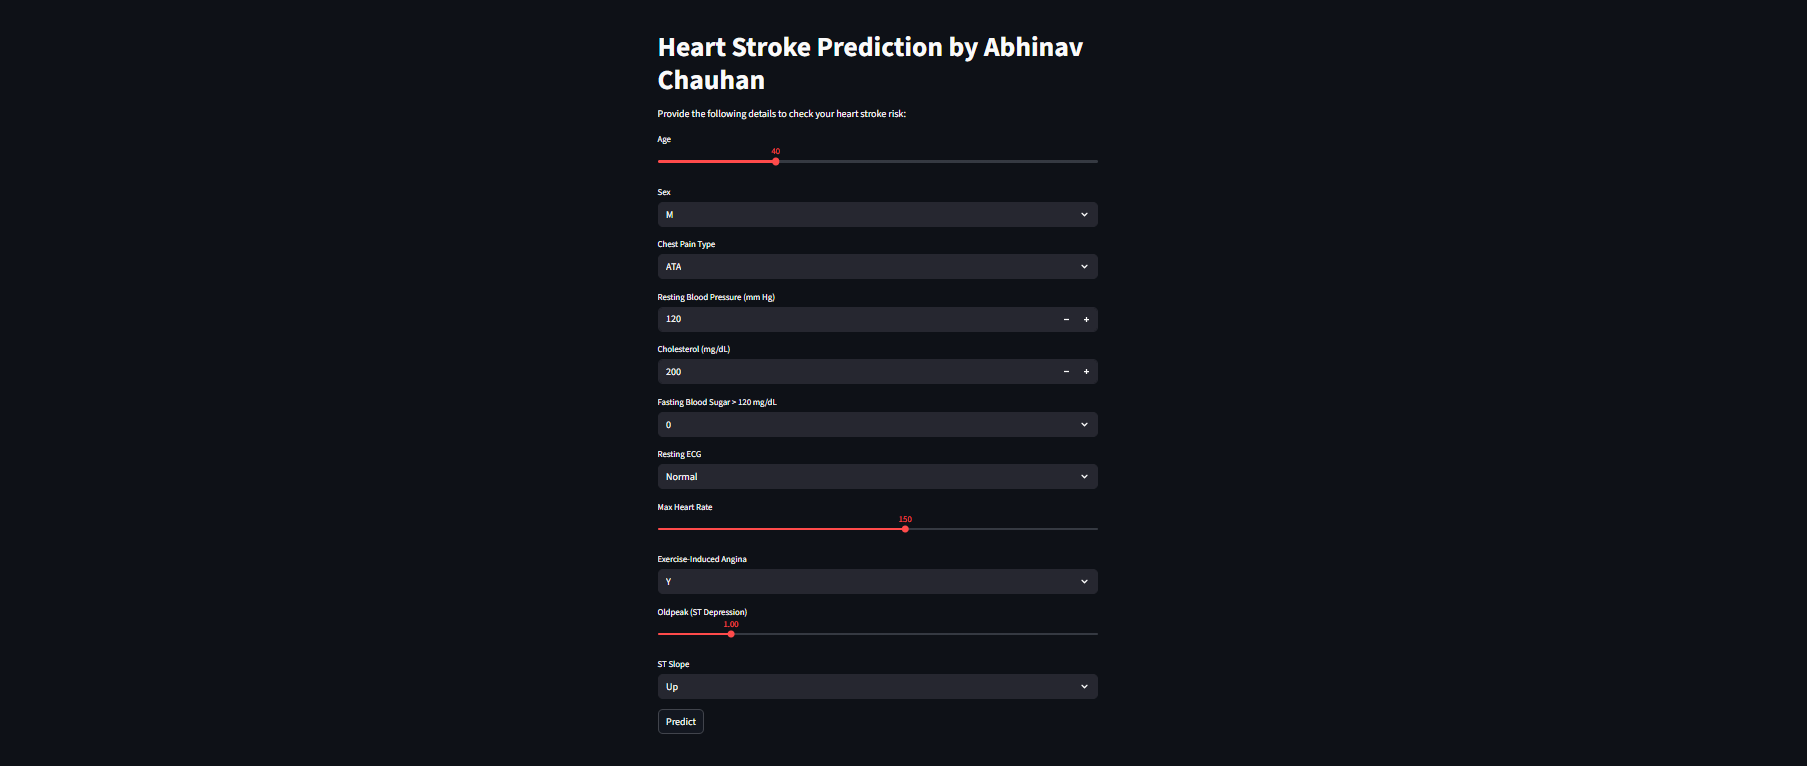 Heart Stroke Prediction by Abhinav
Chauhan
Provide the following details to check your heart stroke risk:
Age
40
Sex
M
Chest Pain Type
ATA
Resting Blood Pressure (mm Hg)
120
Cholesterol (mg/dL)
200
Fasting Blood Sugar > 120 mg/dL
0
Resting ECG
Normal
Max Heart Rate
150
Exercise-Induced Angina
Y
Oldpeak (ST Depression)
1.00
ST Slope
Up
Predict